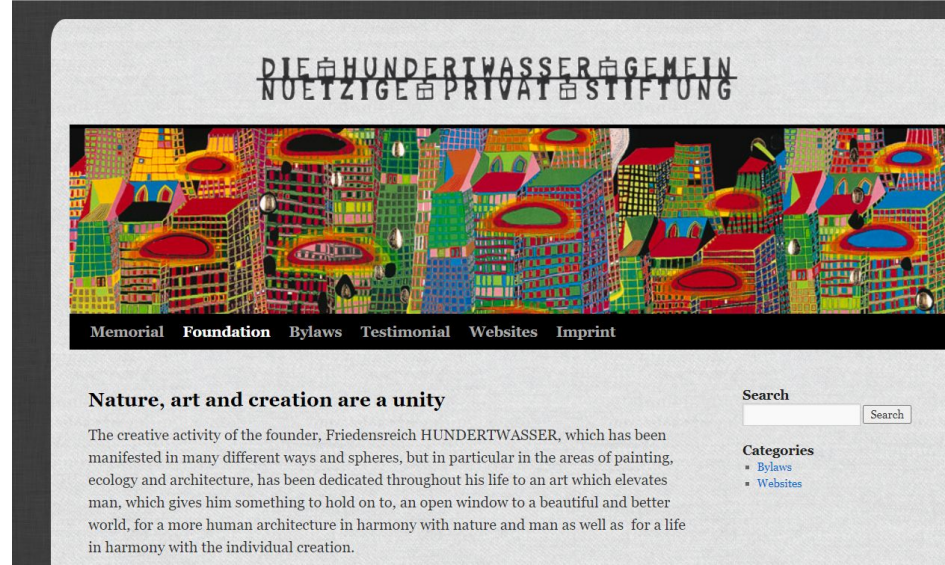 DIE HUNDERTWASSER GEMEIN
NUETZIGE PRIVAT STIFTUNG
Memorial Foundation Bylaws Testimonial Websites Imprint
Nature, art and creation are a unity
The creative activity of the founder, Friedensreich HUNDERTWASSER, which has been
manifested in many different ways and spheres, but in particular in the areas of painting,
ecology and architecture, has been dedicated throughout his life to an art which elevates
man, which gives him something to hold on to, an open window to a beautiful and better
world, for a more human architecture in harmony with nature and man as well as for a life
in harmony with the individual creation.
Search
Search
Categories
Bylaws
Websites